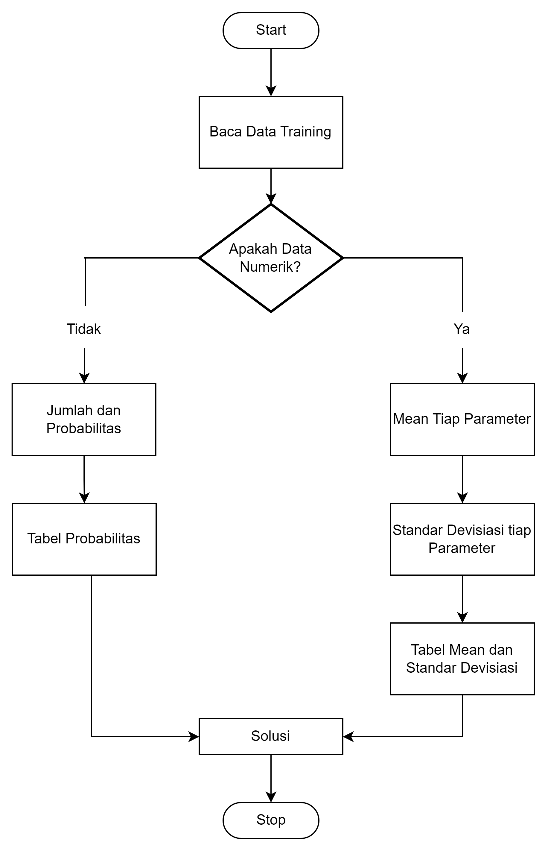 Start
Baca Data Training
Apakah Data
Numerik?
Tidak
Ya
Jumlah dan
Probabilitas
Mean Tiap Parameter
Tabel Probabilitas
Standar Devisiasi tiap
Parameter
Tabel Mean dan
Standar Devisiasi
Solusi
Stop